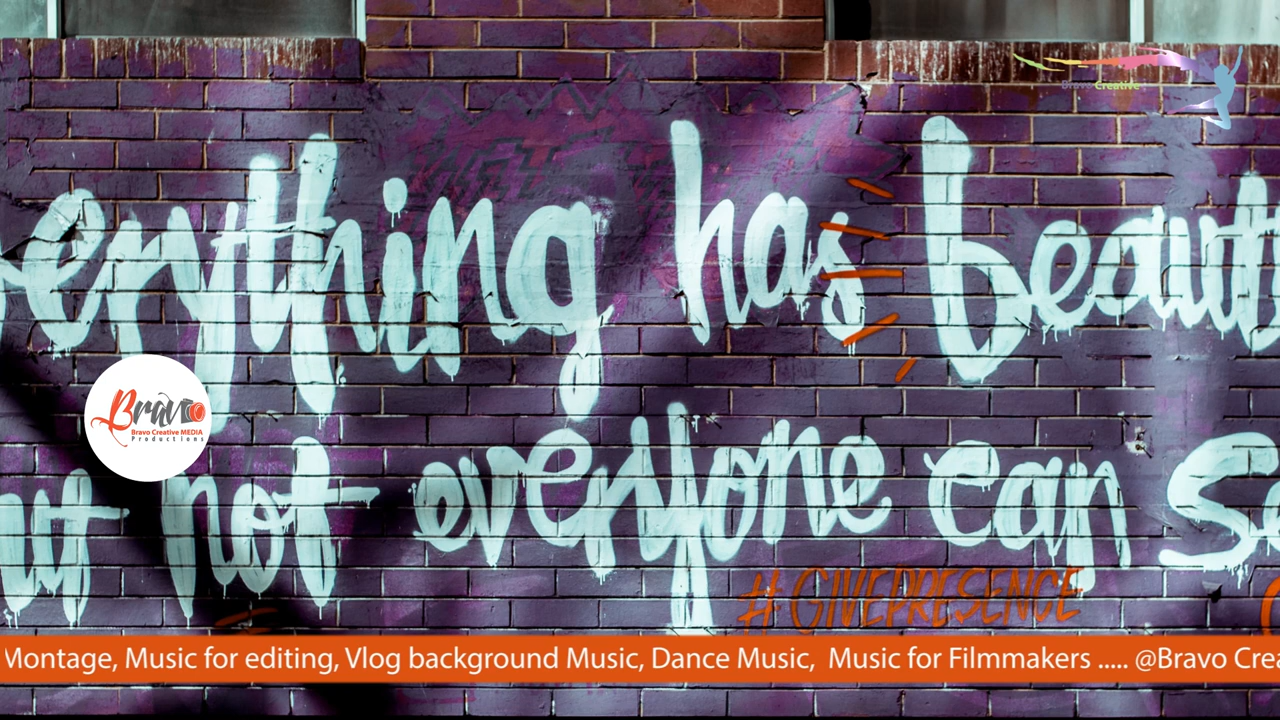 Bravo Creative
erything has beaut
ut not everyone can se
Bravo
Bravo Creative MEDIA
Productions
#GIVEPRESENCE
Montage, Music for editing, Vlog background Music, Dance Music,  Music for Filmmakers ..... @Bravo Crea